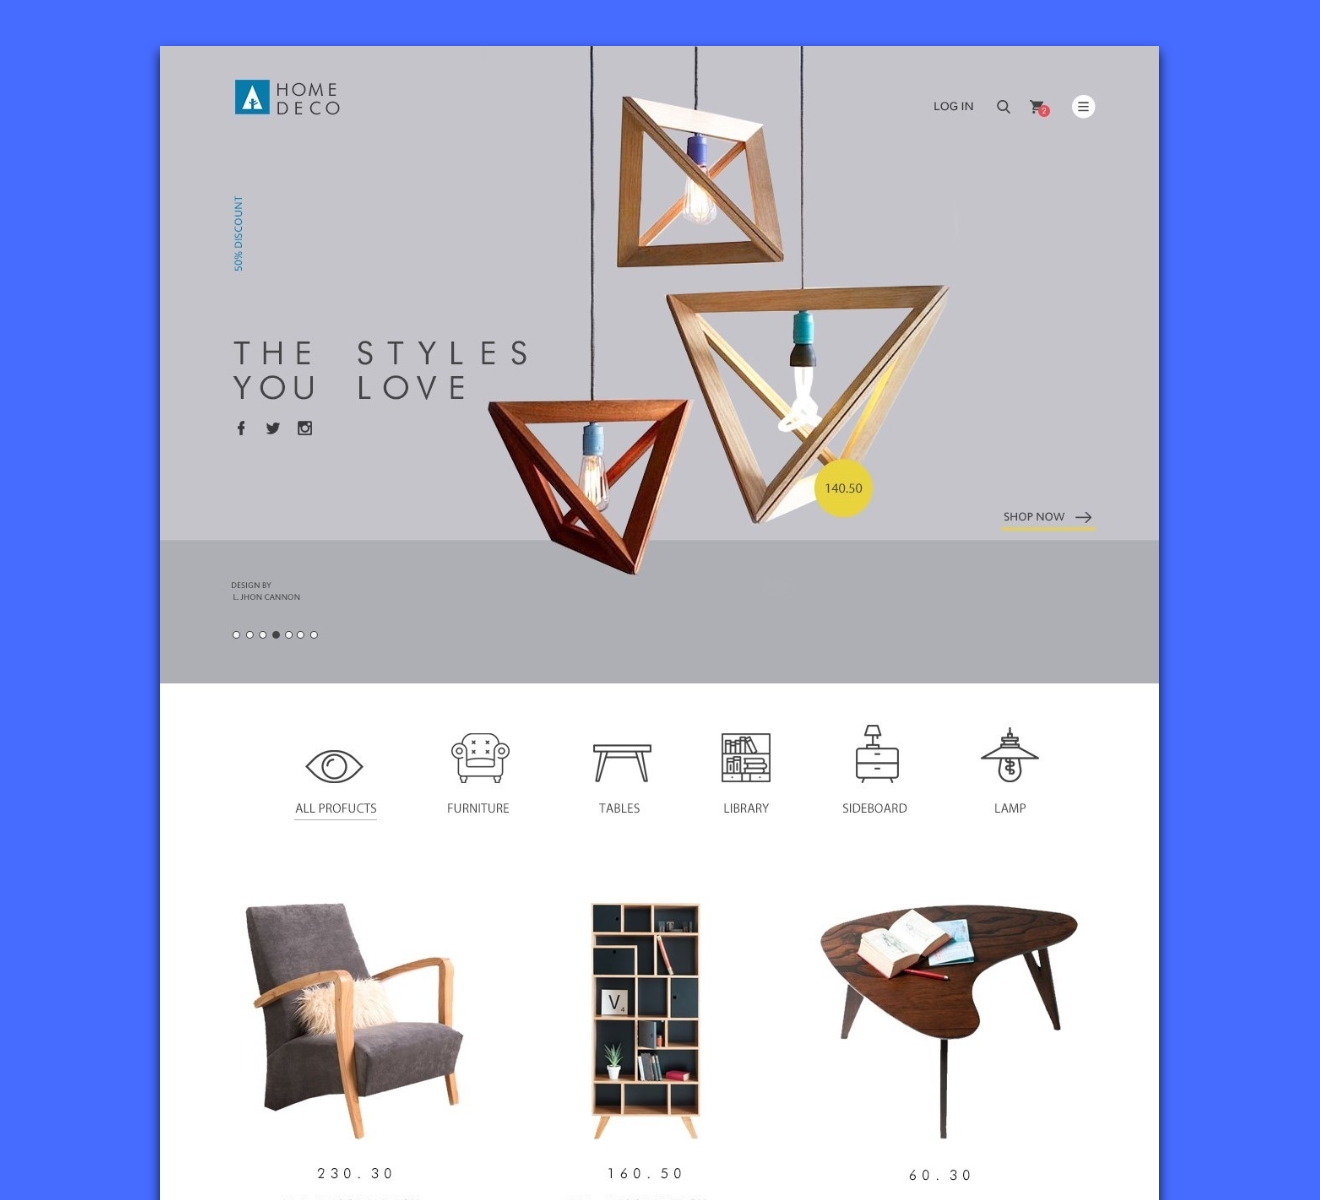 HOME
DECO
LOG IN
2
50% DISCOUNT
THE STYLES
YOU LOVE
140.50
SHOP NOW
DESIGN BY
L. JHON CANNON
ALL PROFUCTS
FURNITURE
TABLES
LIBRARY
SIDEBOARD
LAMP
V
4
230.30
160.50
60.30